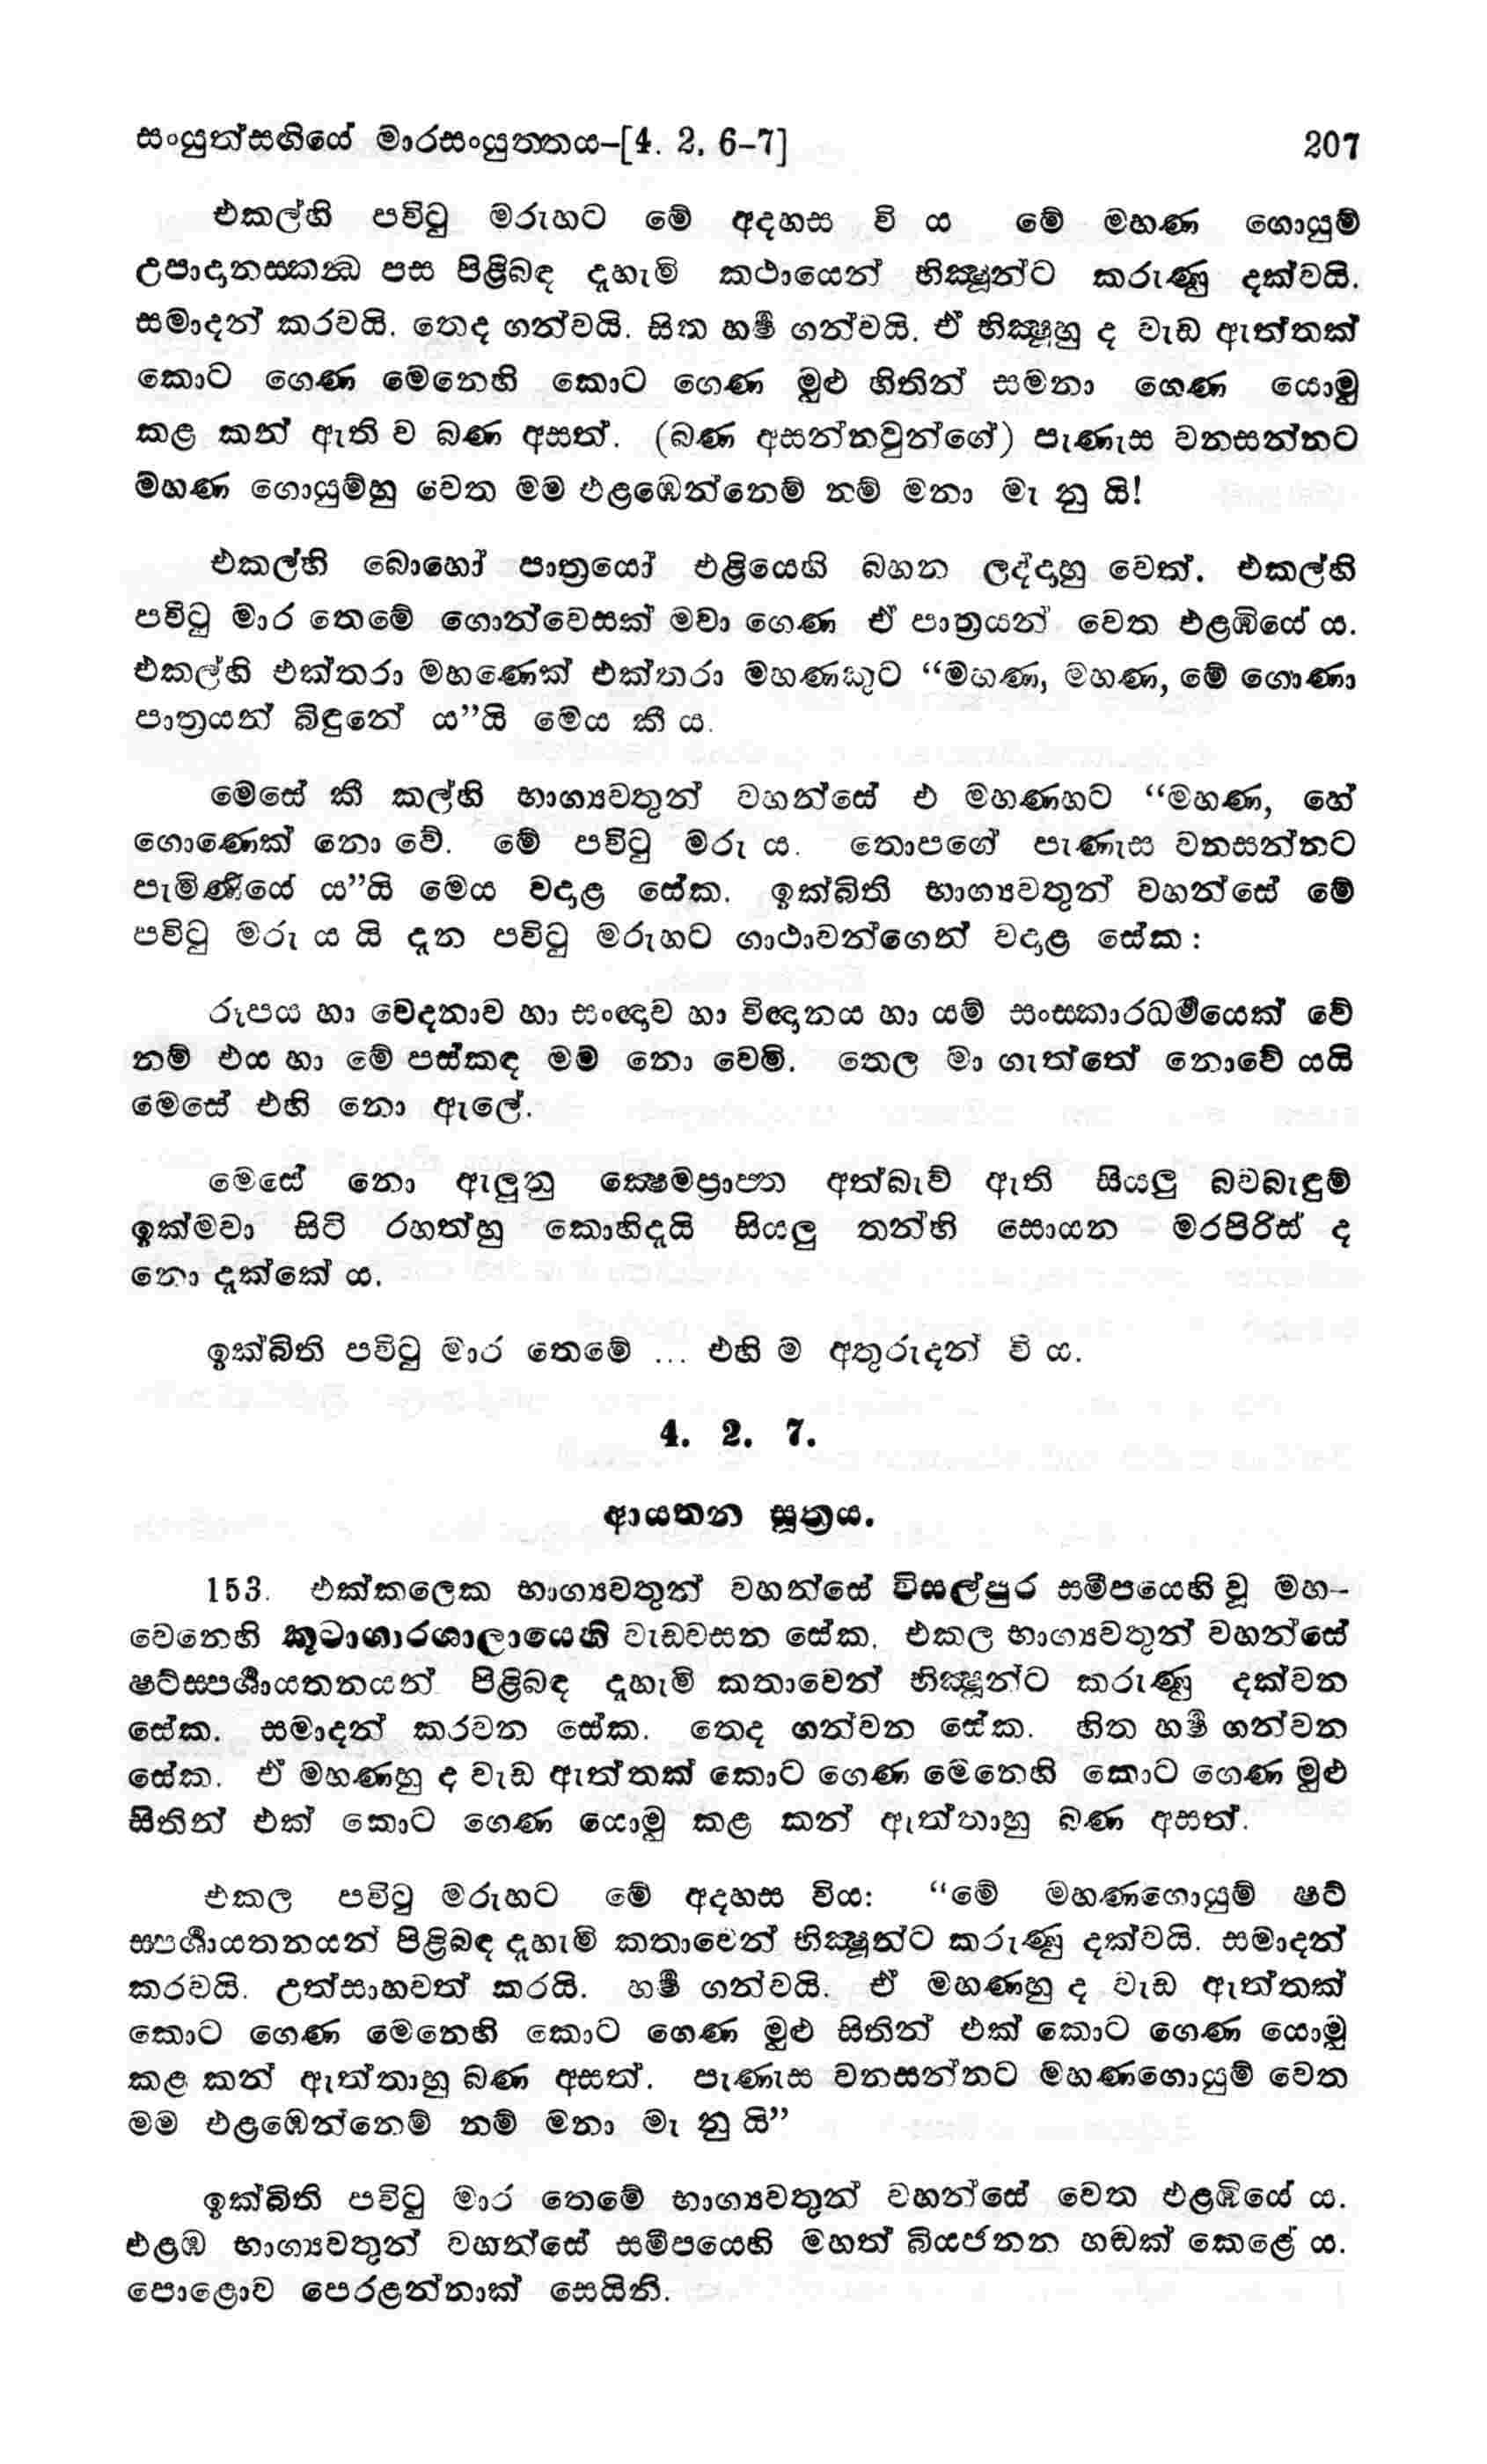 සංයුත්සඟියේ මාරසංයුත්තය–[4. 2. 6–7] 207
එකල්හි පවිටු මරුහට මේ අදහස වි ය මේ මහණ ගොයුම්
උපාදානස්කන්ධ පස පිළිබඳ දැහැමි කථායෙන් භික්ෂූන්ට කරුණු දක්වයි.
සමාදන් කරවයි. තෙද ගන්වයි. සිත හර්ෂ ගන්වයි. ඒ භික්ෂූහු ද වැඩ ඇත්තක්
කොට ගෙණ මෙනෙහි කොට ගෙණ මුළු හිතින් සමනා ගෙණ යොමු
කළ කන් ඇති ව බණ අසත්. (බණ අසන්නවුන්ගේ) පැණැස වනසන්නට
මහණ ගොයුම්හු වෙත මම එළඹෙන්නෙම් නම් මනා මැ නු යි!
එකල්හි බොහෝ පාත්‍රයෝ එළියෙහි බහන ලද්දාහු වෙත්. එකල්හි
පවිටු මාර තෙමේ ගොන්වෙසක් මවා ගෙණ ඒ පාත්‍රයන් වෙත එළඹියේ ය.
එකල්හි එක්තරා මහණෙක් එක්තරා මහණකුට “මහණ, මහණ, මේ ගොණා
පාත්‍රයන් බිඳුනේ ය”යි මෙය කී ය.
මෙසේ කී කල්හි භාග්‍යවතුන් වහන්සේ එ මහණහට “මහණ, හේ
ගොණෙක් නො වේ. මේ පවිටු මරු ය. තොපගේ පැණැස වනසන්නට
පැමිණියේ ය”යි මෙය වදාළ සේක. ඉක්බිති භාග්‍යවතුන් වහන්සේ මේ
පවිටු මරු ය යි දැන පවිටු මරුහට ගාථාවන්ගෙන් වදාළ සේක :
රූපය හා වේදනාව හා සංඥාව හා විඥානය හා යම් සංස්කාරධර්මයෙක් වේ
නම් එය හා මේ පස්කඳ මම නො වෙමි. තෙල මා ගැත්තේ නොවේ යයි
මෙසේ එහි නො ඇලේ.
මෙසේ නො ඇලුනු ක්ෂේමප්‍රාප්ත අත්බැව් ඇති සියලු බවබැඳුම්
ඉක්මවා සිටි රහත්හු කොහිදැයි සියලු තන්හි සොයන මරපිරිස් ද
නො දැක්කේ ය.
ඉක්බිති පවිටු මාර තෙමේ ... එහි ම අතුරුදන් වි ය.
4. 2. 7.
ආයතන සූත්‍රය.
153. එක්කලෙක භාග්‍යවතුන් වහන්සේ විසල්පුර සමීපයෙහි වූ මහ-
වෙනෙහි කූටාගාරශාලායෙහි වැඩවසන සේක. එකල භාග්‍යවතුන් වහන්සේ
ෂට්ස්පර්ශායතනයන් පිළිබඳ දැහැමි කතාවෙන් භික්ෂූන්ට කරුණු දක්වන
සේක. සමාදන් කරවන සේක. තෙද ගන්වන සේක. හිත හර්ෂ ගන්වන
සේක. ඒ මහණහු ද වැඩ ඇත්තක් කොට ගෙණ මෙනෙහි කොට ගෙණ මුළු
සිතින් එක් කොට ගෙණ යොමු කළ කන් ඇත්තාහු බණ අසත්.
එකල පවිටු මරුහට මේ අදහස විය: “මේ මහණගොයුම් ෂට්
ස්පර්ශායතනයන් පිළිබඳ දැහැමි කතාවෙන් භික්ෂූන්ට කරුණු දක්වයි. සමාදන්
කරවයි. උත්සාහවත් කරයි. හර්ෂ ගන්වයි. ඒ මහණහු ද වැඩ ඇත්තක්
කොට ගෙණ මෙනෙහි කොට ගෙණ මුළු සිතින් එක් කොට ගෙණ යොමු
කළ කන් ඇත්තාහු බණ අසත්. පැණැස වනසන්නට මහණගොයුම් වෙත
මම එළඹෙන්නෙම් නම් මනා මැ නු යි”
ඉක්බිති පවිටු මාර තෙමේ භාග්‍යවතුන් වහන්සේ වෙත එළඹියේ ය.
එළඹ භාග්‍යවතුන් වහන්සේ සමීපයෙහි මහත් බියජනන හඬක් කෙළේ ය.
පොළොව පෙරළන්නාක් සෙයිනි.